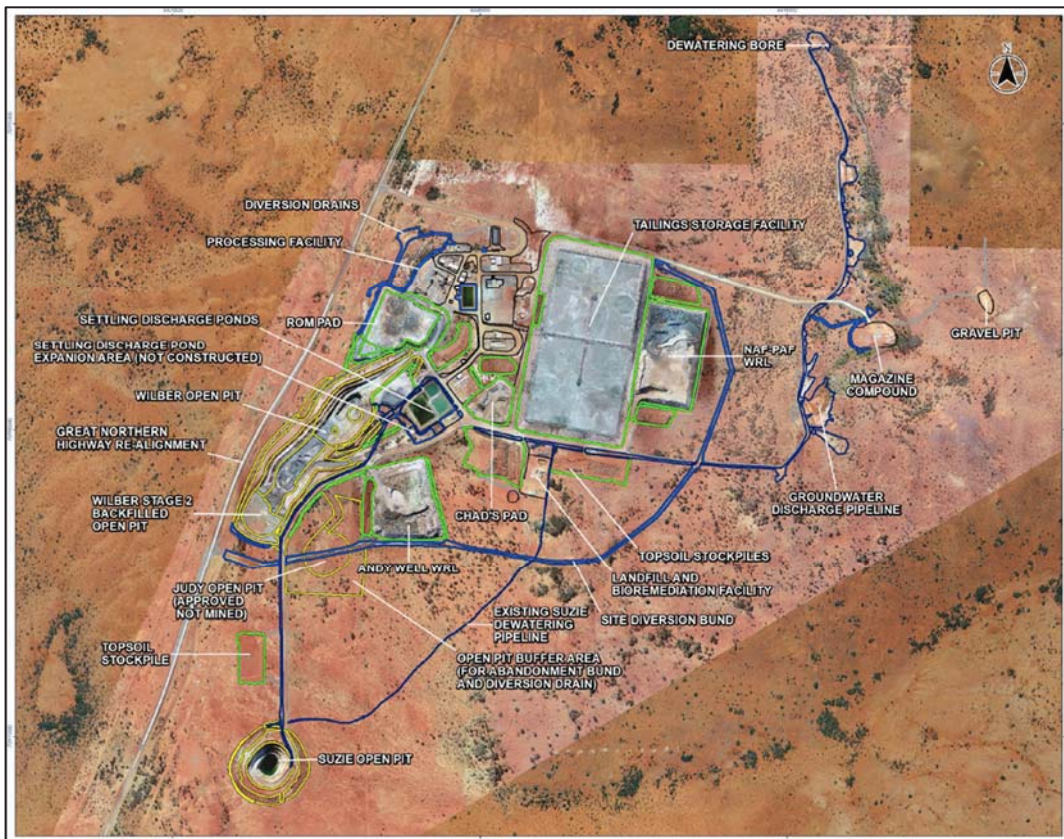 DEWATERING BORE
N
DIVERSION DRAINS
PROCESSING FACILITY
TAILINGS STORAGE FACILITY
SETTLING DISCHARGE PONDS
ROM PAD
SETTLING DISCHARGE POND
EXPANION AREA (NOT CONSTRUCTED)
GRAVEL PIT
NAF-PAF
WRL
MAGAZINE
COMPOUND
WILBER OPEN PIT
GREAT NORTHERN
HIGHWAY RE-ALIGNMENT
WILBER STAGE 2
BACKFILLED
OPEN PIT
CHAD'S PAD
GROUNDWATER
DISCHARGE PIPELINE
TOPSOIL STOCKPILES
ANDY WELL WRL
LANDFILL AND
BIOREMEDIATION FACILITY
JUDY OPEN PIT
(APPROVED
NOT MINED)
EXISTING SUZIE
DEWATERING
PIPELINE
SITE DIVERSION BUND
TOPSOIL
STOCKPILE
OPEN PIT BUFFER AREA
(FOR ABANDONMENT BUND
AND DIVERSION DRAIN)
SUZIE OPEN PIT